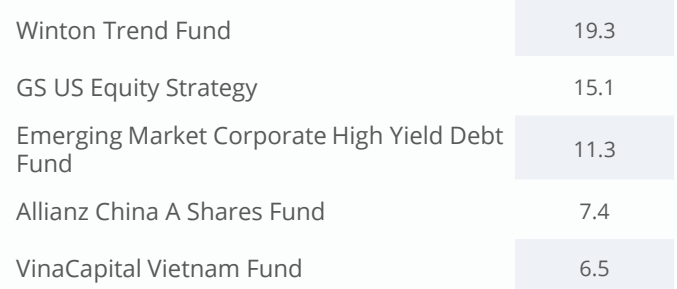 Winton Trend Fund 19.3
GS US Equity Strategy 15.1
Emerging Market Corporate High Yield Debt
Fund 11.3
Allianz China A Shares Fund 7.4
VinaCapital Vietnam Fund 6.5